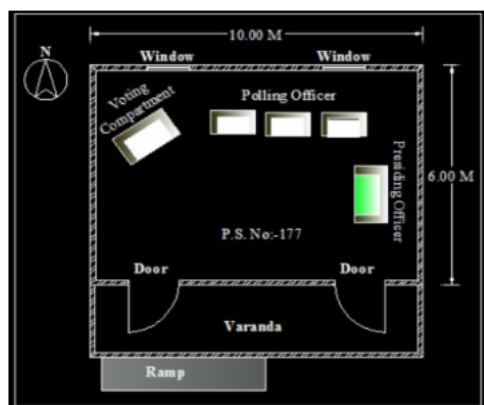 10.00 M
N
Window
Window
Voting
Compartment
Polling Officer
Presiding Officer
6.00 M
P.S. No:-177
Door
Door
Varanda
Ramp